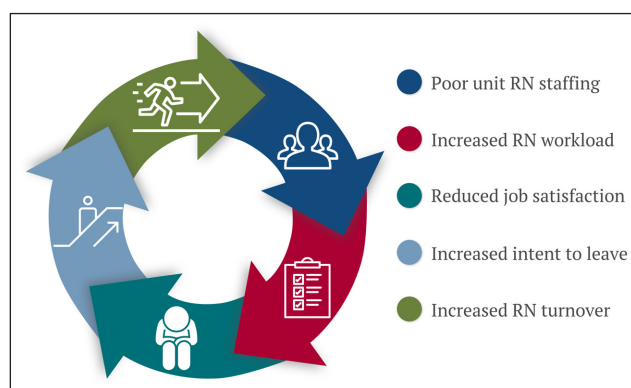 Poor unit RN staffing
Increased RN workload
Reduced job satisfaction
Increased intent to leave
Increased RN turnover